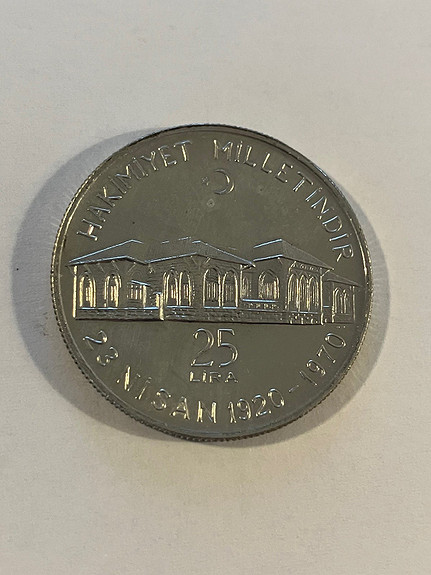 HAKİMİYET MİLLETİNDİR
25
LİRA
23 NİSAN 1920-1970